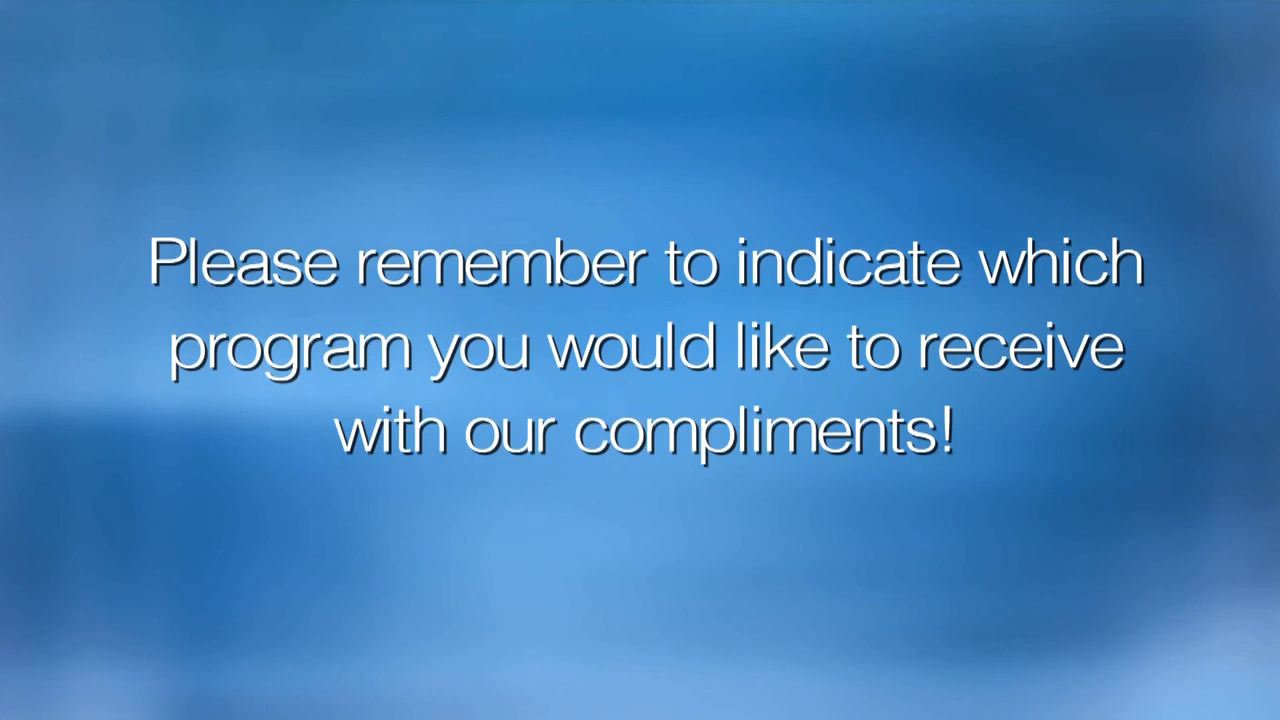 Please remember to indicate which
program you would like to receive
with our compliments!